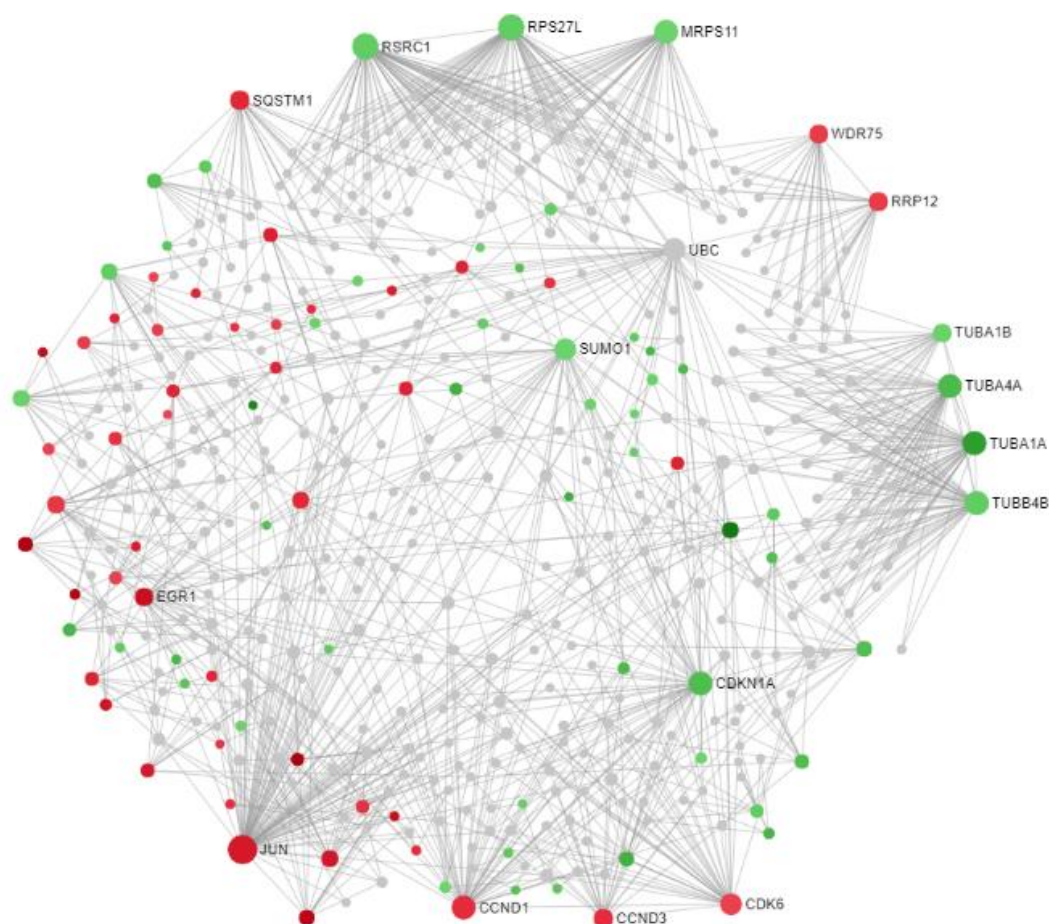 RPS27L
MRPS11
RSRC1
SQSTM1
WDR75
RRP12
UBC
TUBA1B
SUMO1
TUBA4A
TUBA1A
TUBB4B
EGR1
CDKN1A
JUN
CDK6
CCND1
CCND3